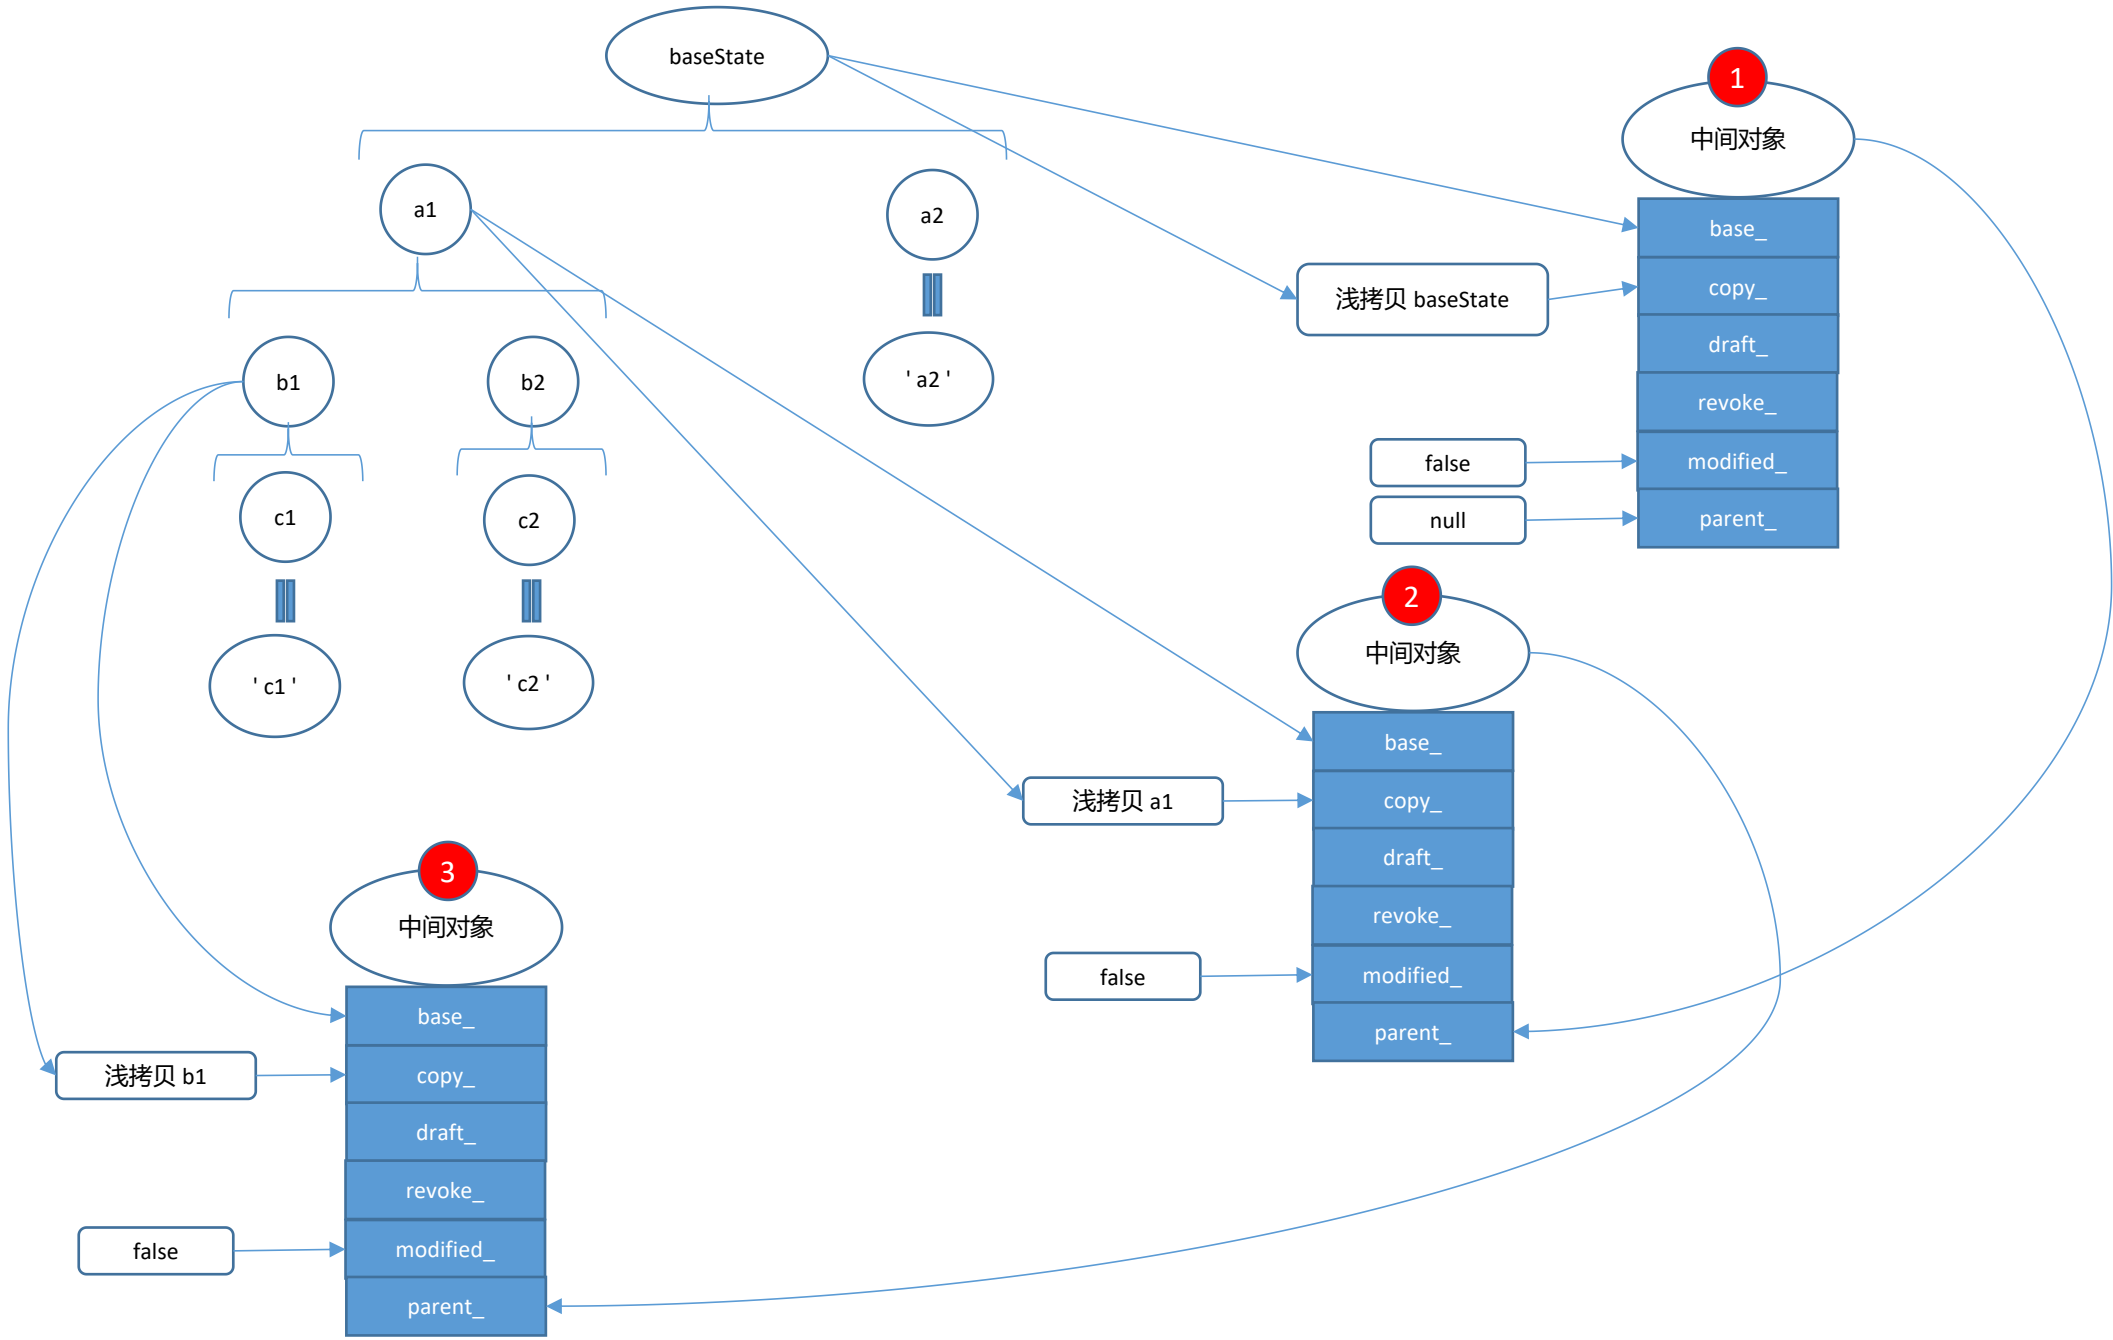 baseState
1
中间对象
a1
a2
base_
浅拷贝 baseState
copy_
draft_
b1
b2
' a2 '
revoke_
false
modified_
null
parent_
c1
c2
2
中间对象
' c1 '
' c2 '
base_
浅拷贝 a1
copy_
draft_
revoke_
false
modified_
parent_
3
中间对象
base_
浅拷贝 b1
copy_
draft_
revoke_
false
modified_
parent_